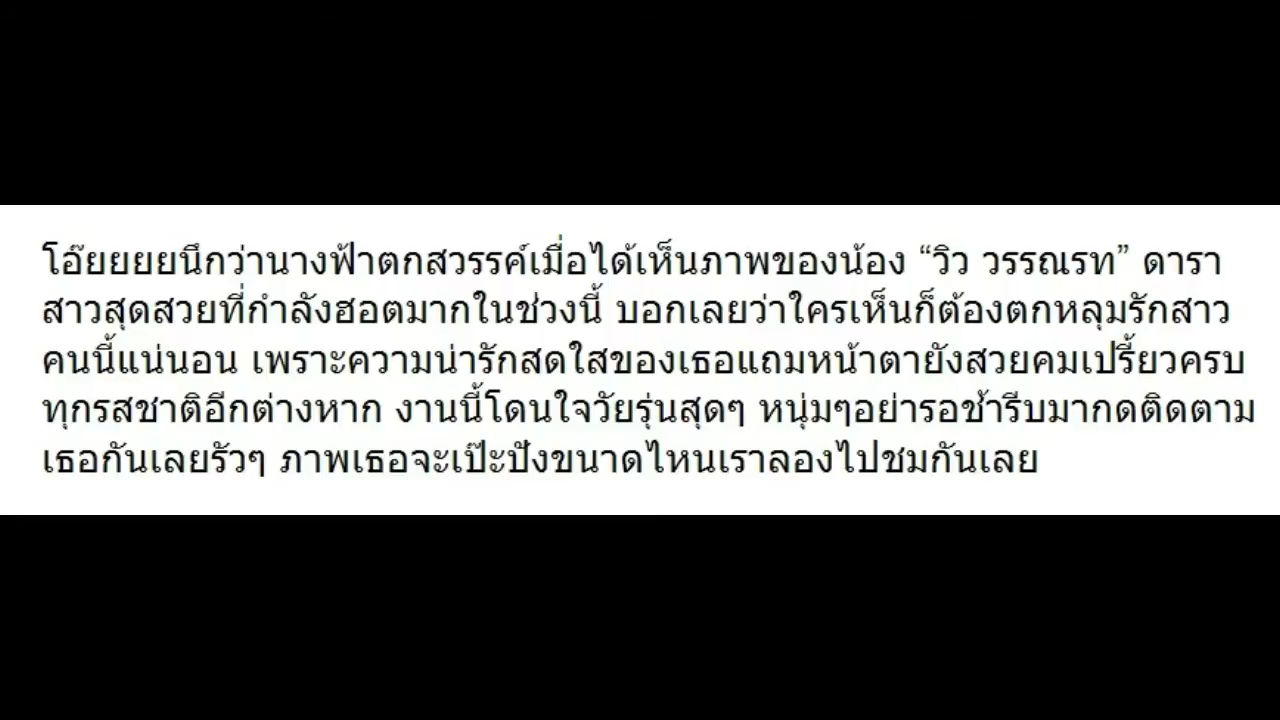 โอ๊ยยยยนึกว่านางฟ้าตกสวรรค์เมื่อได้เห็นภาพของน้อง “วิว วรรณรท” ดารา
สาวสุดสวยที่กำลังฮอตมากในช่วงนี้ บอกเลยว่าใครเห็นก็ต้องตกหลุมรักสาว
คนนี้แน่นอน เพราะความน่ารักสดใสของเธอแถมหน้าตายังสวยคมเปรี้ยวครบ
ทุกรสชาติอีกต่างหาก งานนี้โดนใจวัยรุ่นสุดๆ หนุ่มๆอย่ารอช้ารีบมากดติดตาม
เธอกันเลยรัวๆ ภาพเธอจะเป๊ะปังขนาดไหนเราลองไปชมกันเลย